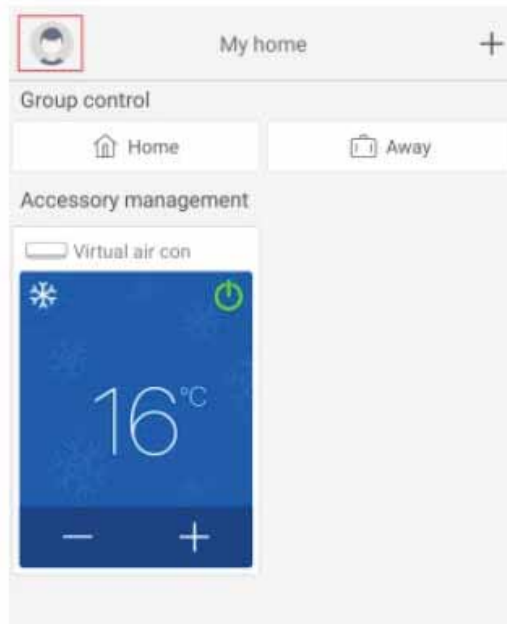 My home
Group control
Home
Away
Accessory management
Virtual air con
16°C